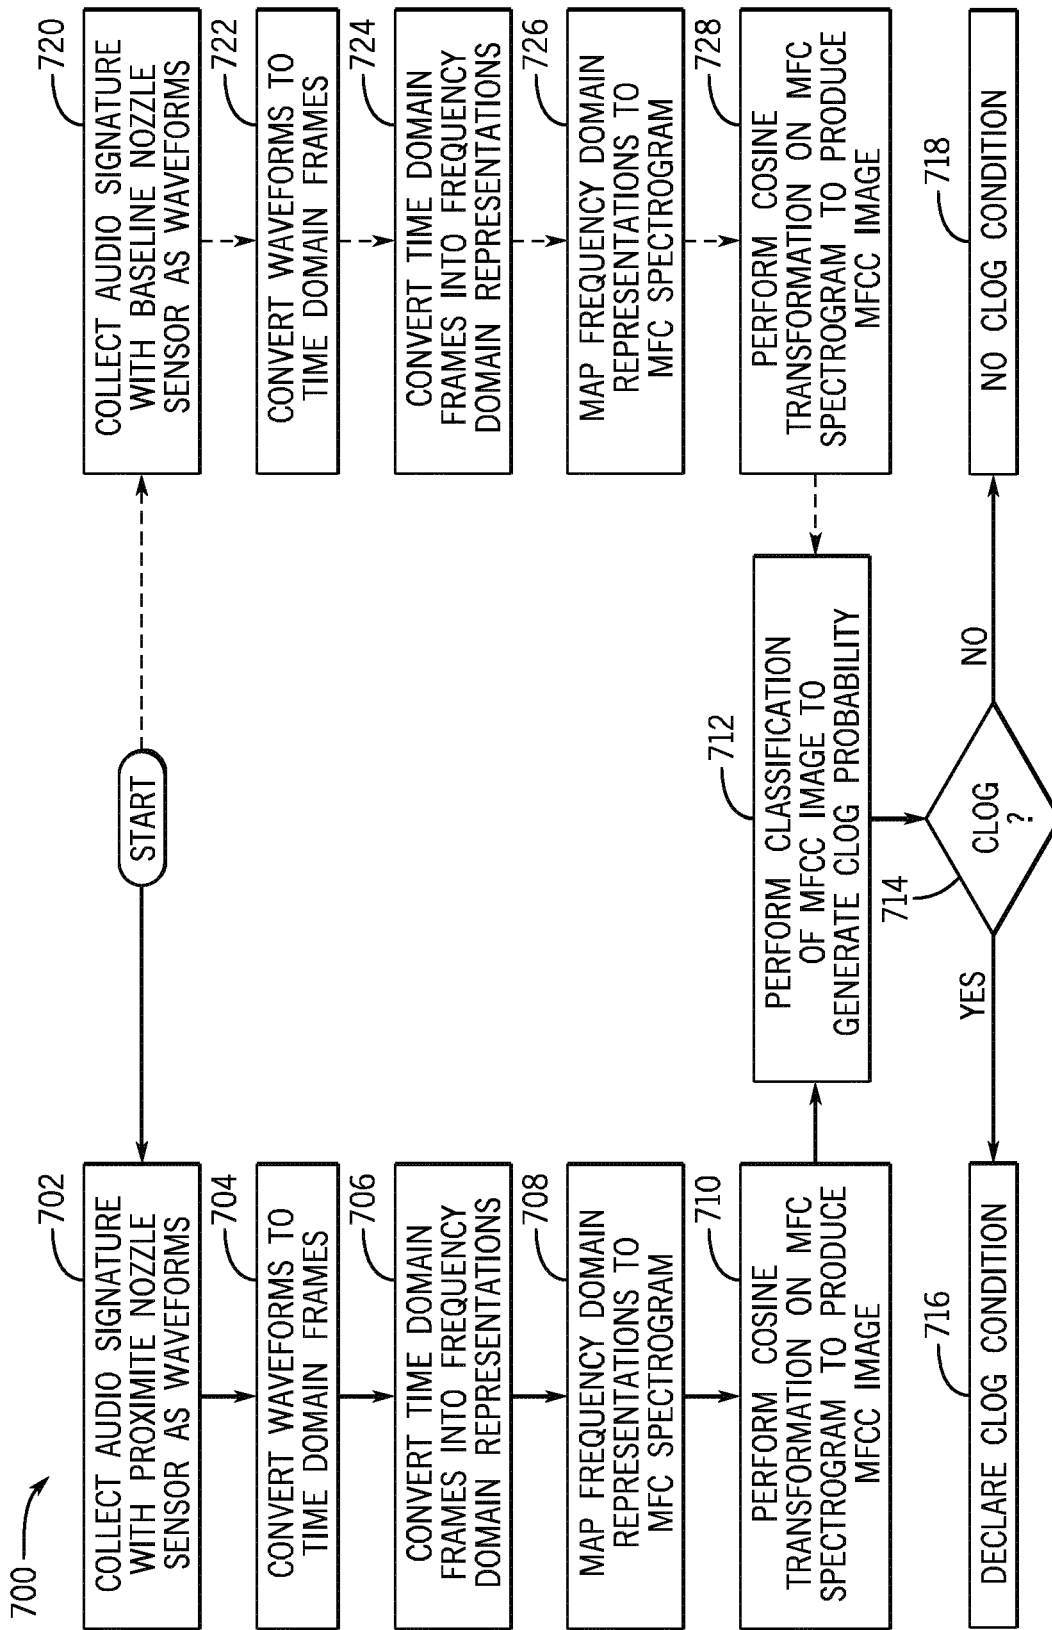 700
START
702
COLLECT AUDIO SIGNATURE
WITH PROXIMITE NOZZLE
SENSOR AS WAVEFORMS
704
CONVERT WAVEFORMS TO
TIME DOMAIN FRAMES
706
CONVERT TIME DOMAIN
FRAMES INTO FREQUENCY
DOMAIN REPRESENTATIONS
708
MAP FREQUENCY DOMAIN
REPRESENTATIONS TO
MFC SPECTROGRAM
710
PERFORM COSINE
TRANSFORMATION ON MFC
SPECTROGRAM TO PRODUCE
MFCC IMAGE
720
COLLECT AUDIO SIGNATURE
WITH BASELINE NOZZLE
SENSOR AS WAVEFORMS
722
CONVERT WAVEFORMS TO
TIME DOMAIN FRAMES
724
CONVERT TIME DOMAIN
FRAMES INTO FREQUENCY
DOMAIN REPRESENTATIONS
726
MAP FREQUENCY DOMAIN
REPRESENTATIONS TO
MFC SPECTROGRAM
728
PERFORM COSINE
TRANSFORMATION ON MFC
SPECTROGRAM TO PRODUCE
MFCC IMAGE
712
PERFORM CLASSIFICATION
OF MFCC IMAGE TO
GENERATE CLOG PROBABILITY
714
CLOG
?
YES
NO
716
DECLARE CLOG CONDITION
718
NO CLOG CONDITION